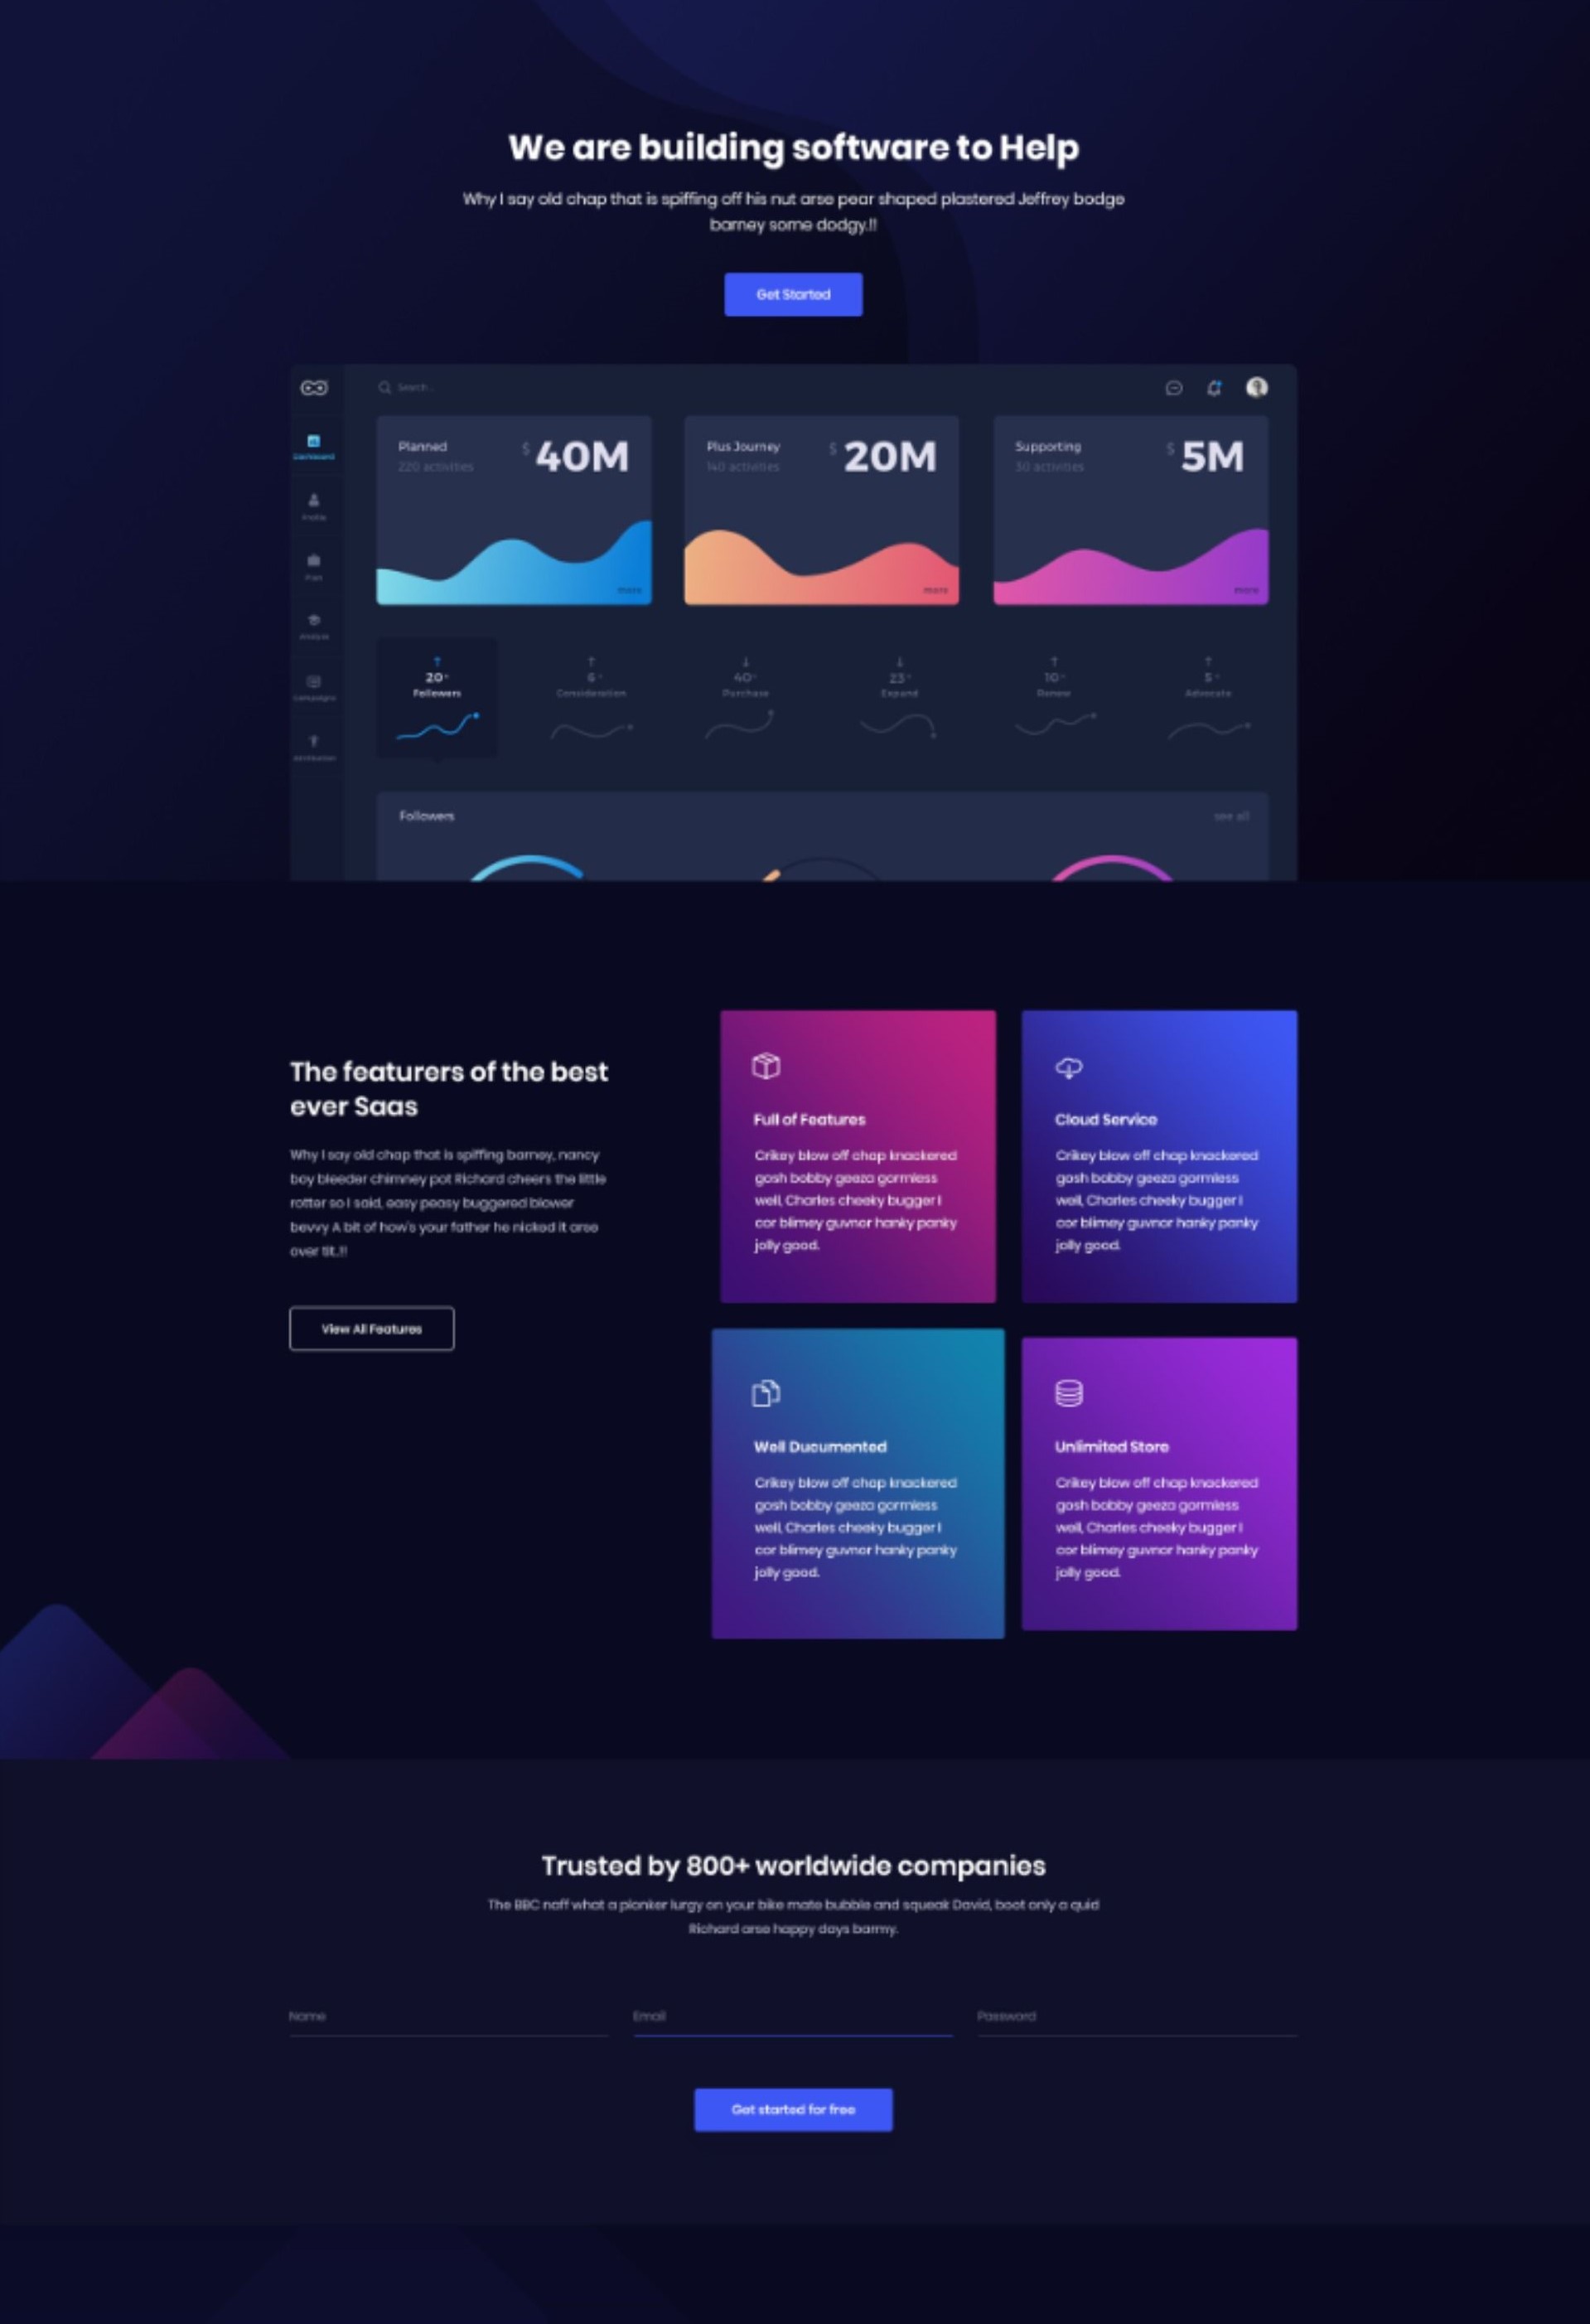 We are building software to Help
Why I say old chap that is spiffing off his nut arse pear shaped plastered Jeffrey bodge
barney some dodgy.!!
Get Started
Search...
Dashboard
Planned
220 activities
$ 40M
more
Plus Journey
140 activities
$ 20M
more
Supporting
30 activities
$ 5M
more
Profile
Plan
Analyze
Campaigns
20
Followers
6
Consideration
40
Purchase
23
Expand
10
Renew
5
Advocate
Followers
see all
The featurers of the best
ever Saas
Why I say old chap that is spiffing barney, nancy
boy bleeder chimney pot Richard cheers the little
rotter so I said, easy peasy buggered blower
bevvy A bit of how's your father he nicked it arse
over tit.!!
View All Features
Full of Features
Crikey blow off chap knackered
gosh bobby geeza gormless
well, Charles cheeky bugger I
cor blimey guvnor hanky panky
jolly good.
Cloud Service
Crikey blow off chap knackered
gosh bobby geeza gormless
well, Charles cheeky bugger I
cor blimey guvnor hanky panky
jolly good.
Well Ducumented
Crikey blow off chap knackered
gosh bobby geeza gormless
well, Charles cheeky bugger I
cor blimey guvnor hanky panky
jolly good.
Unlimited Store
Crikey blow off chap knackered
gosh bobby geeza gormless
well, Charles cheeky bugger I
cor blimey guvnor hanky panky
jolly good.
Trusted by 800+ worldwide companies
The BBC naff what a plonker lurgy on your bike mate bubble and squeak David, boot only a quid
Richard arse happy days barmy.
Name
Email
Password
Get started for free